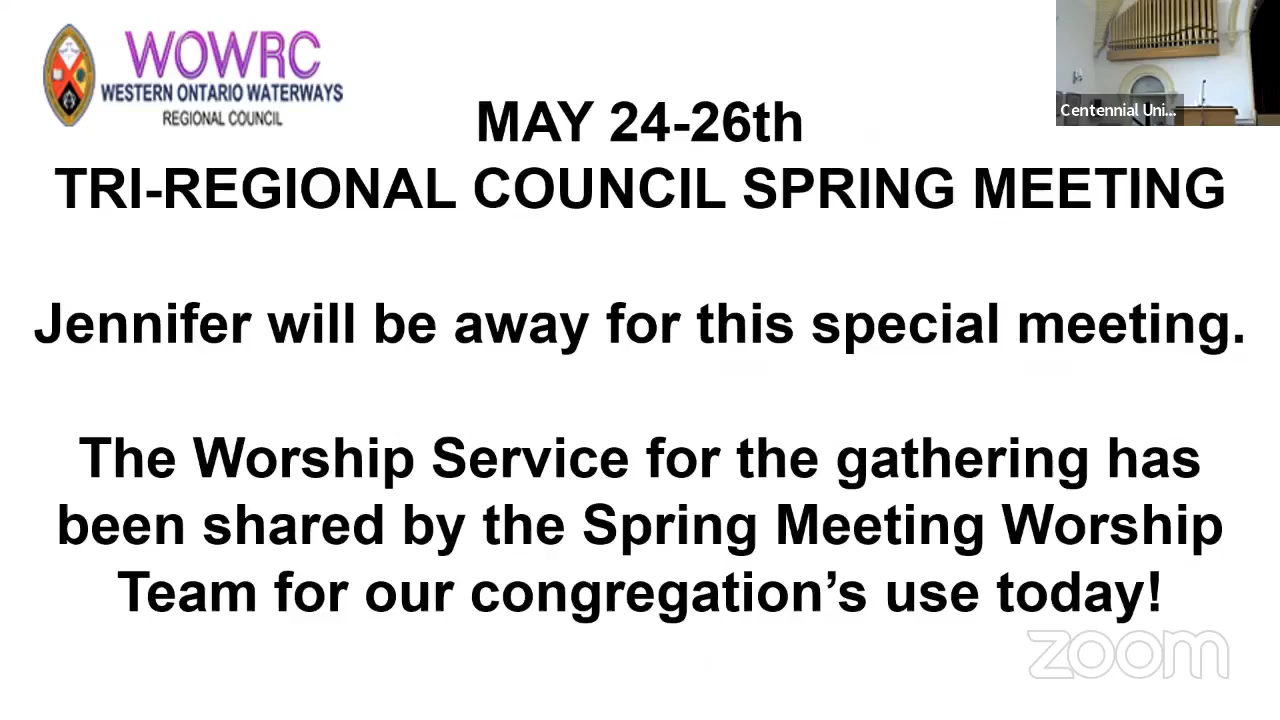 WOWRC
WESTERN ONTARIO WATERWAYS
REGIONAL COUNCIL
Centennial Uni...
MAY 24-26th
TRI-REGIONAL COUNCIL SPRING MEETING
Jennifer will be away for this special meeting.
The Worship Service for the gathering has
been shared by the Spring Meeting Worship
Team for our congregation’s use today!
zoom